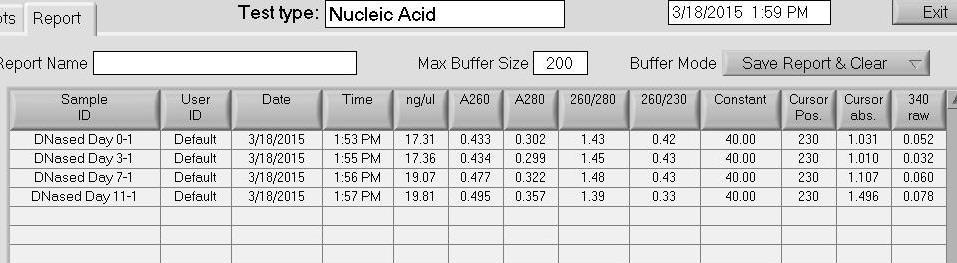 ots Report Test type: Nucleic Acid 3/18/2015 1:59 PM Exit
Report Name Max Buffer Size 200 Buffer Mode Save Report & Clear
Sample ID User ID Date Time ng/ul A260 A280 260/280 260/230 Constant Cursor Pos. Cursor abs. 340 raw
DNased Day 0-1 Default 3/18/2015 1:53 PM 17.31 0.433 0.302 1.43 0.42 40.00 230 1.031 0.052
DNased Day 3-1 Default 3/18/2015 1:55 PM 17.36 0.434 0.299 1.45 0.43 40.00 230 1.010 0.032
DNased Day 7-1 Default 3/18/2015 1:56 PM 19.07 0.477 0.322 1.48 0.43 40.00 230 1.107 0.060
DNased Day 11-1 Default 3/18/2015 1:57 PM 19.81 0.495 0.357 1.39 0.33 40.00 230 1.496 0.078